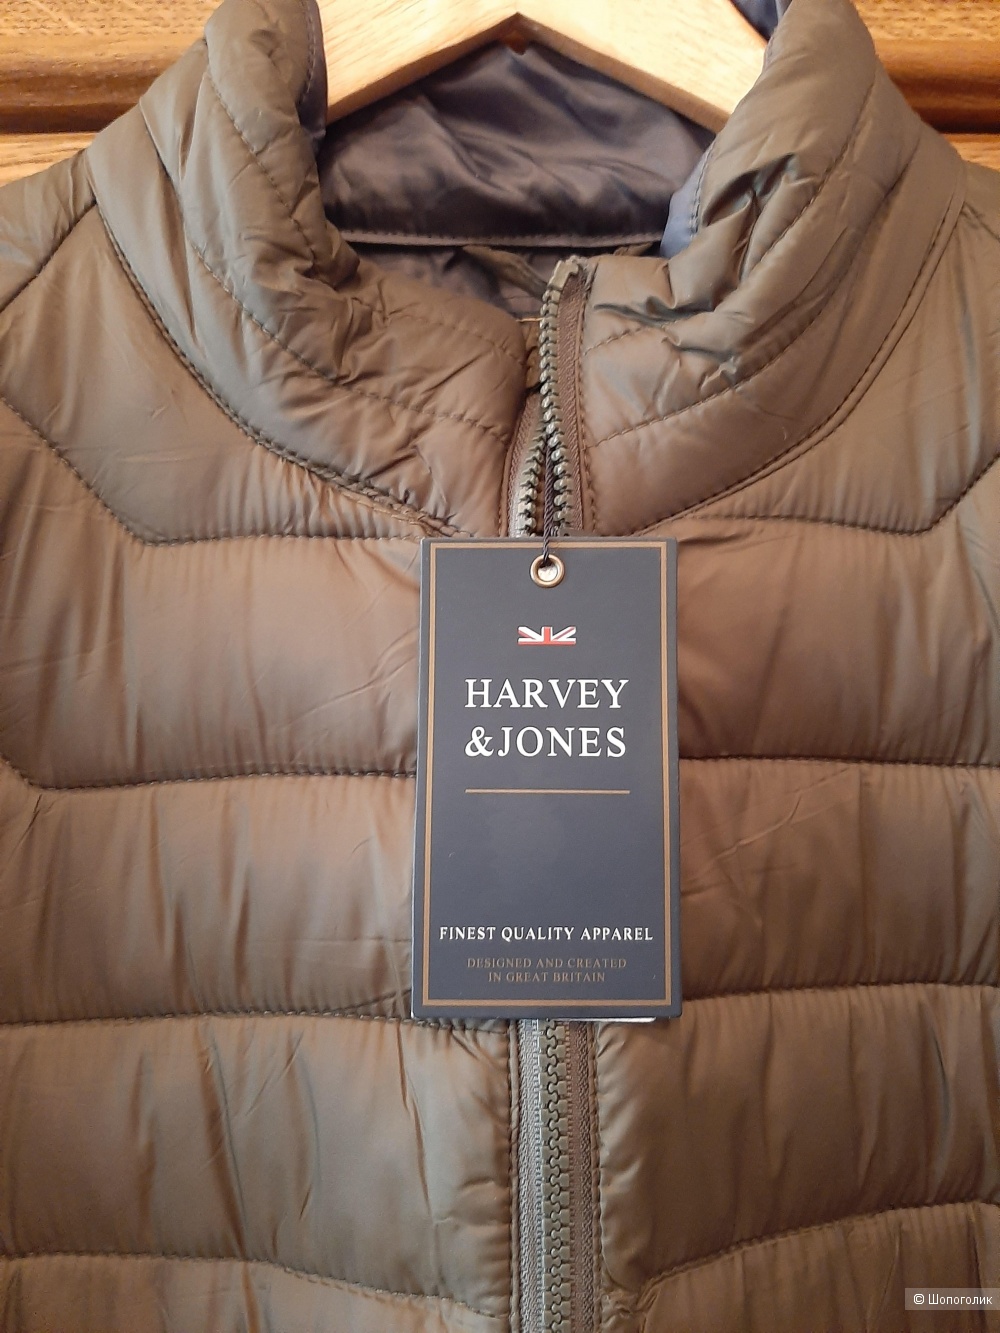 HARVEY
&JONES
FINEST QUALITY APPAREL
DESIGNED AND CREATED
IN GREAT BRITAIN
© Шопоголик